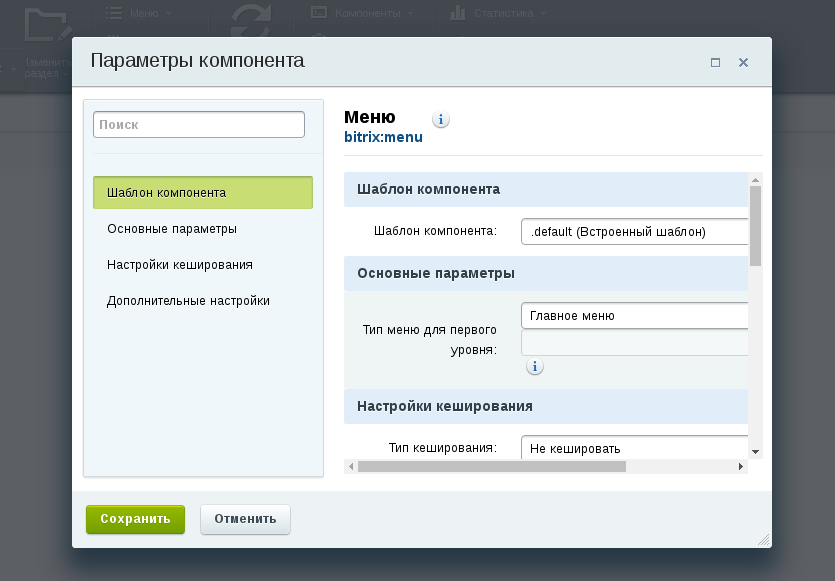 Меню
Компоненты
Статистика
Изменить
раздел
Параметры компонента
Поиск
Шаблон компонента
Основные параметры
Настройки кеширования
Дополнительные настройки
Меню
bitrix:menu
Шаблон компонента
Шаблон компонента:
.default (Встроенный шаблон)
Основные параметры
Тип меню для первого
уровня:
Главное меню
Настройки кеширования
Тип кеширования:
Не кешировать
Сохранить
Отменить